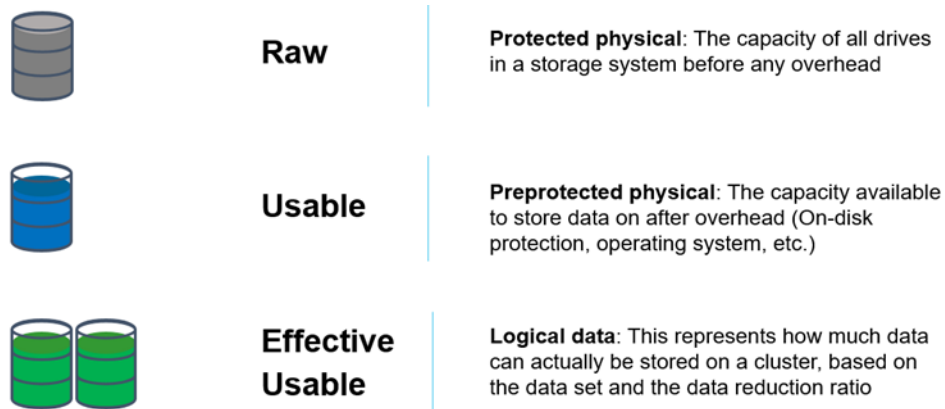 Raw
Protected physical: The capacity of all drives
in a storage system before any overhead
Usable
Preprotected physical: The capacity available
to store data on after overhead (On-disk
protection, operating system, etc.)
Effective
Usable
Logical data: This represents how much data
can actually be stored on a cluster, based on
the data set and the data reduction ratio